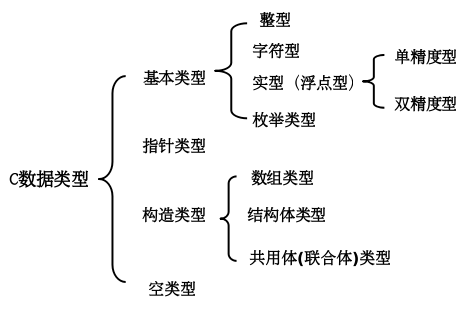 C数据类型
基本类型
整型
字符型
实型（浮点型）
单精度型
双精度型
枚举类型
指针类型
构造类型
数组类型
结构体类型
共用体(联合体)类型
空类型